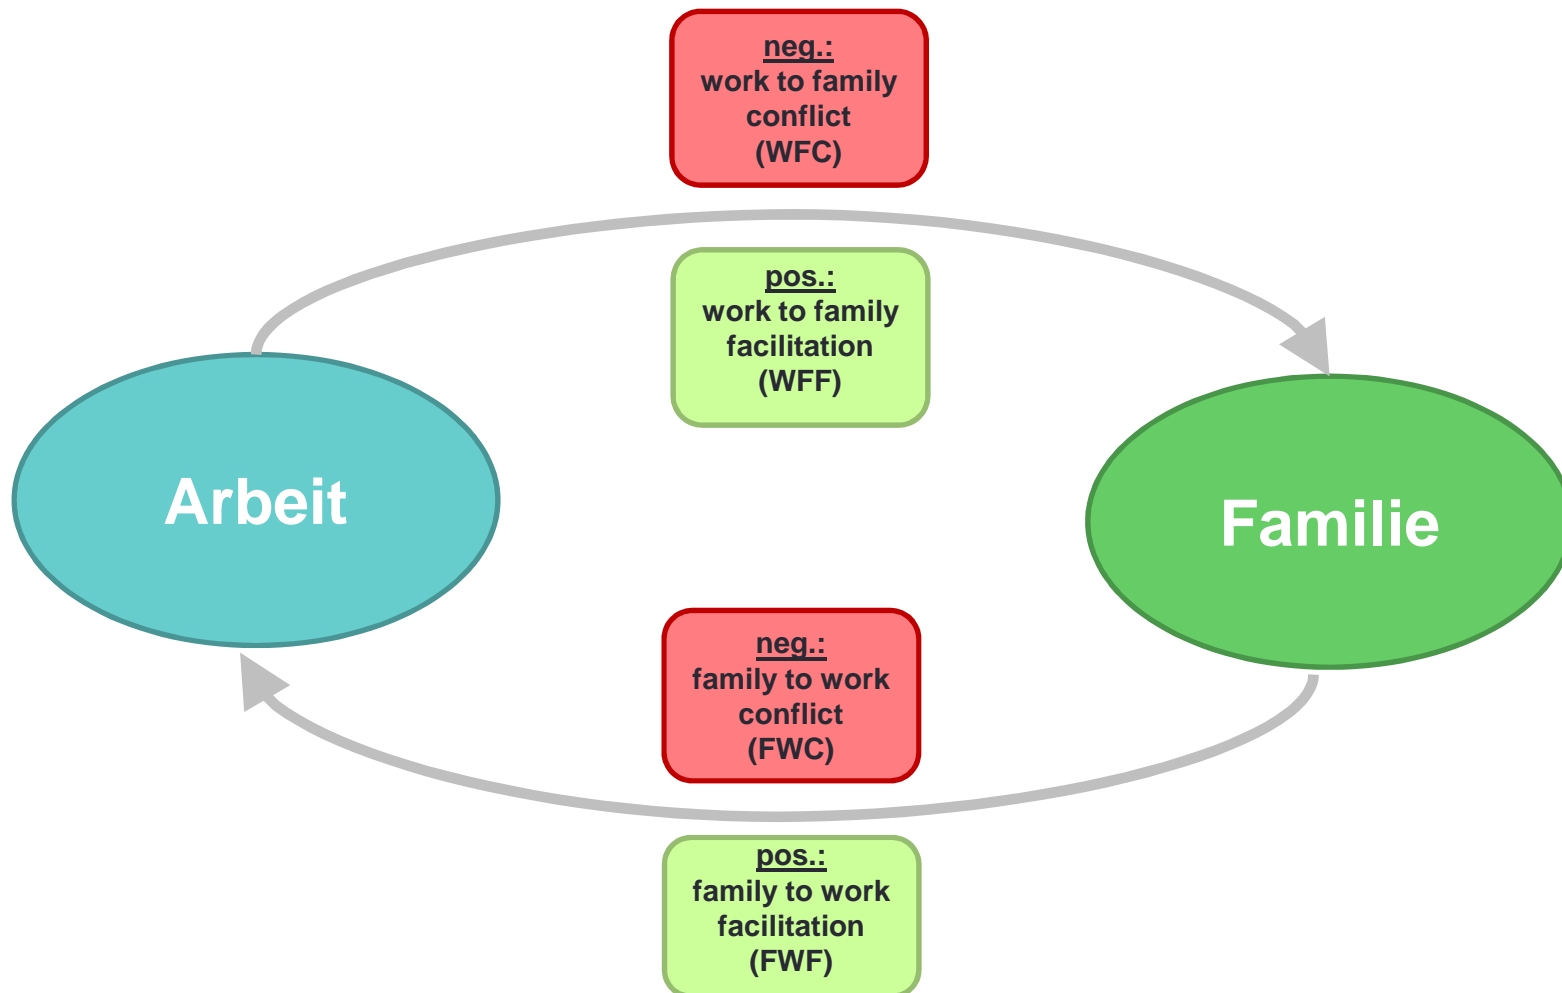 neg.:
work to family
conflict
(WFC)
pos.:
work to family
facilitation
(WFF)
Arbeit
Familie
neg.:
family to work
conflict
(FWC)
pos.:
family to work
facilitation
(FWF)